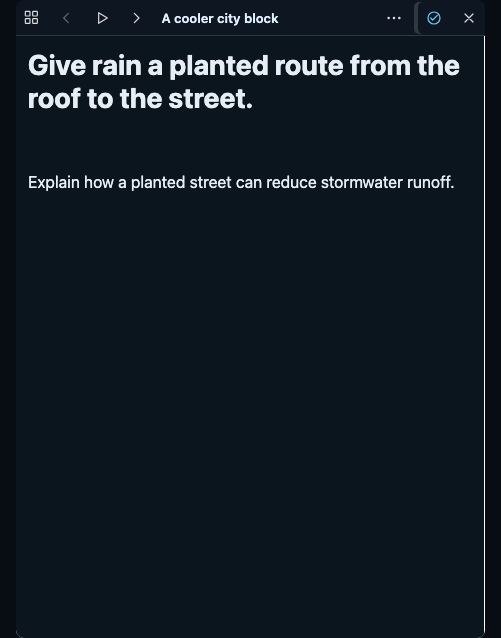 A cooler city block
Give rain a planted route from the
roof to the street.
Explain how a planted street can reduce stormwater runoff.